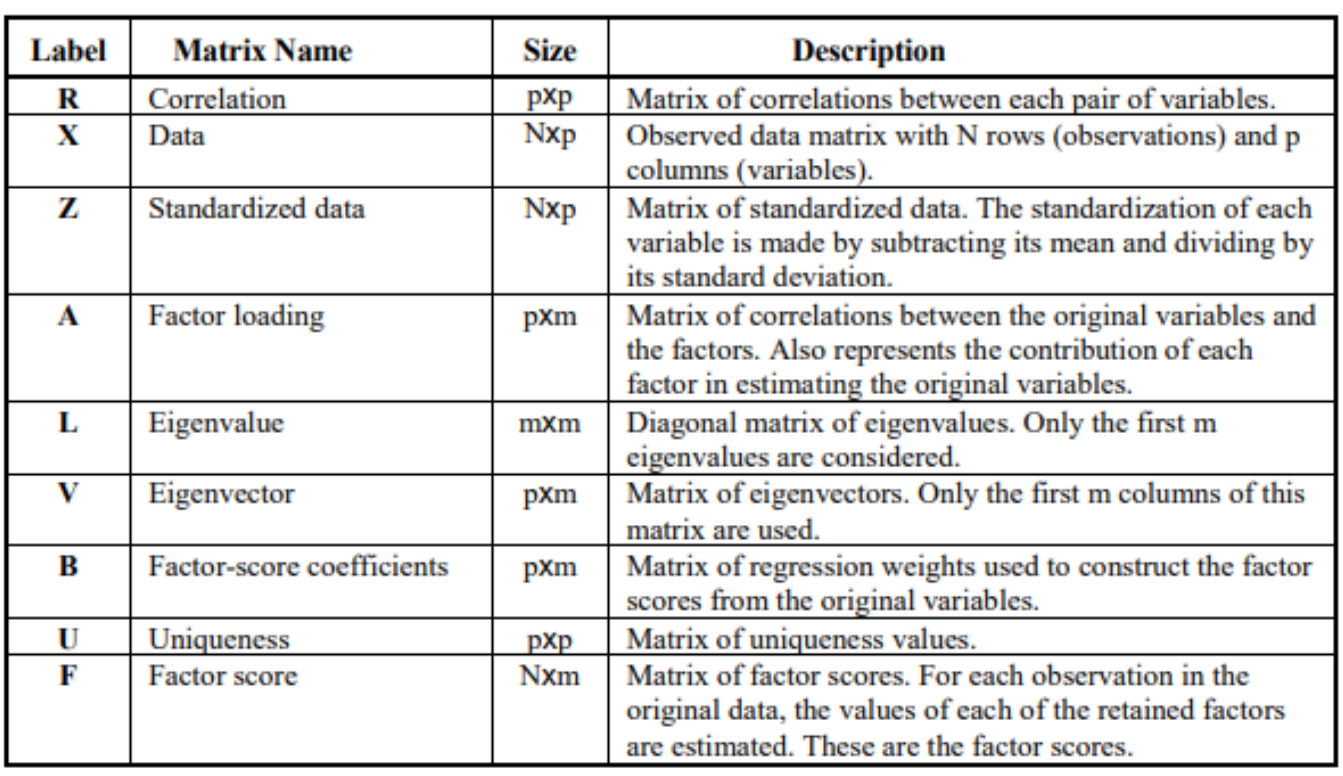 Label Matrix Name Size Description
R Correlation pxp Matrix of correlations between each pair of variables.
X Data Nxp Observed data matrix with N rows (observations) and p
columns (variables).
Z Standardized data Nxp Matrix of standardized data. The standardization of each
variable is made by subtracting its mean and dividing by
its standard deviation.
A Factor loading pxm Matrix of correlations between the original variables and
the factors. Also represents the contribution of each
factor in estimating the original variables.
L Eigenvalue mxm Diagonal matrix of eigenvalues. Only the first m
eigenvalues are considered.
V Eigenvector pxm Matrix of eigenvectors. Only the first m columns of this
matrix are used.
B Factor-score coefficients pxm Matrix of regression weights used to construct the factor
scores from the original variables.
U Uniqueness pxp Matrix of uniqueness values.
F Factor score Nxm Matrix of factor scores. For each observation in the
original data, the values of each of the retained factors
are estimated. These are the factor scores.